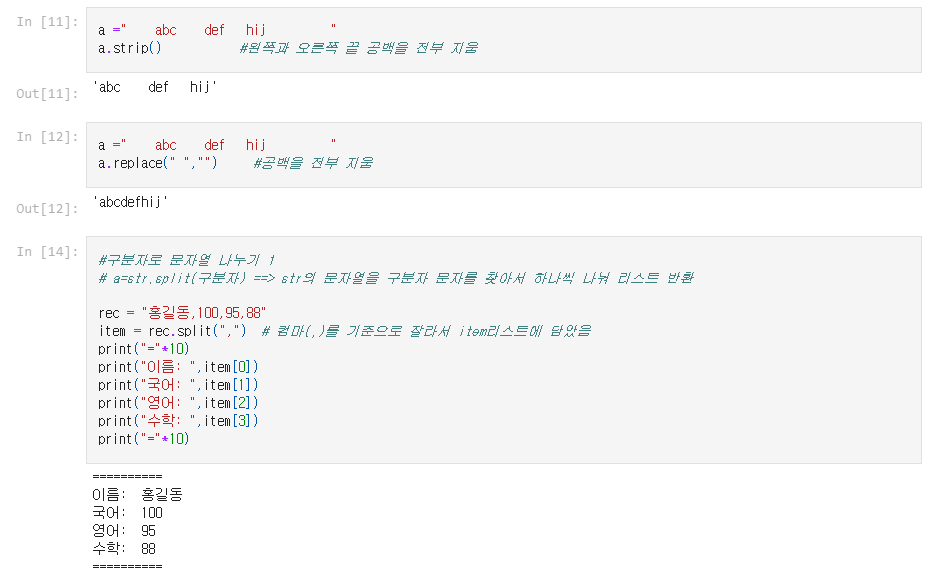 In [11]:
a ="    abc    def   hij         "
a.strip()           #왼쪽과 오른쪽 끝 공백을 전부 지움
Out[11]:
'abc    def   hij'
In [12]:
a ="    abc    def   hij         "
a.replace(" ","")     #공백을 전부 지움
Out[12]:
'abcdefhij'
In [14]:
#구분자로 문자열 나누기 1
# a=str.split(구분자) ==> str의 문자열을 구분자 문자를 찾아서 하나씩 나눠 리스트 반환
rec = "홍길동,100,95,88"
item = rec.split(",")  # 컴마(,)를 기준으로 잘라서 item리스트에 담았음
print("="*10)
print("이름: ",item[0])
print("국어: ",item[1])
print("영어: ",item[2])
print("수학: ",item[3])
print("="*10)
==========
이름:  홍길동
국어:  100
영어:  95
수학:  88
==========